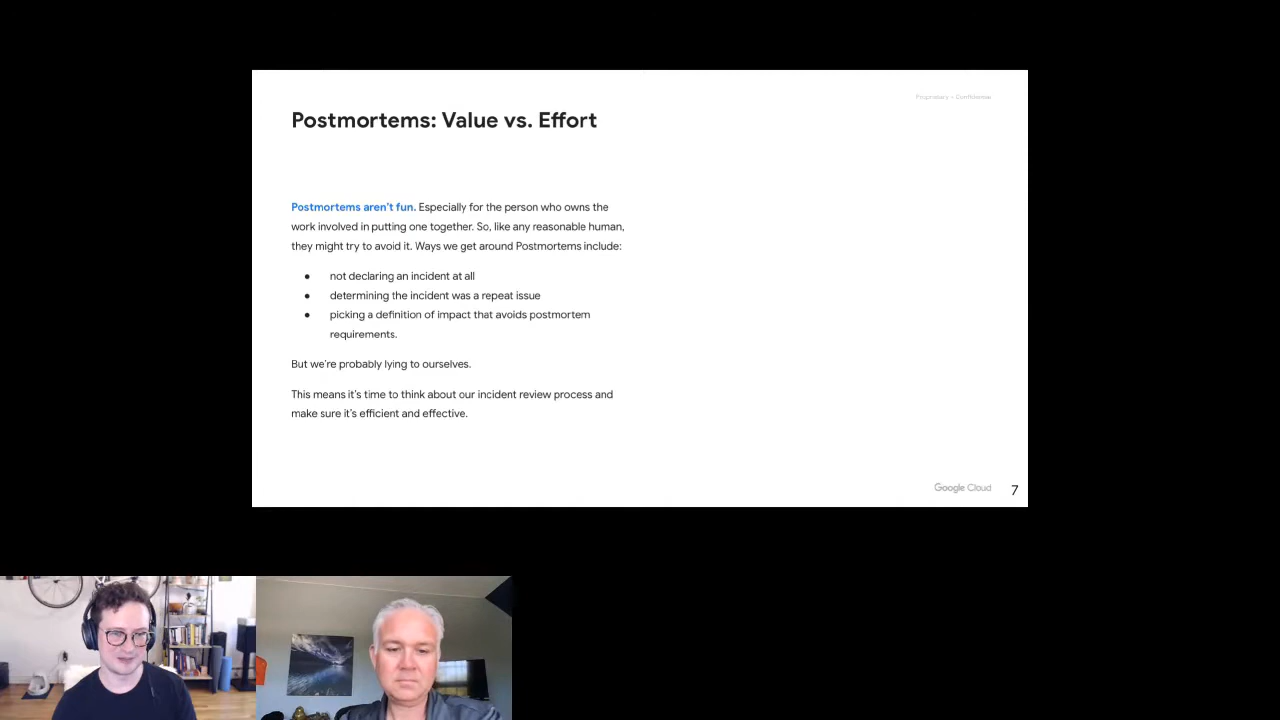 Proprietary + Confidential
Postmortems: Value vs. Effort
Postmortems aren't fun. Especially for the person who owns the
work involved in putting one together. So, like any reasonable human,
they might try to avoid it. Ways we get around Postmortems include:
● not declaring an incident at all
● determining the incident was a repeat issue
● picking a definition of impact that avoids postmortem
requirements.
But we're probably lying to ourselves.
This means it's time to think about our incident review process and
make sure it's efficient and effective.
Google Cloud
7